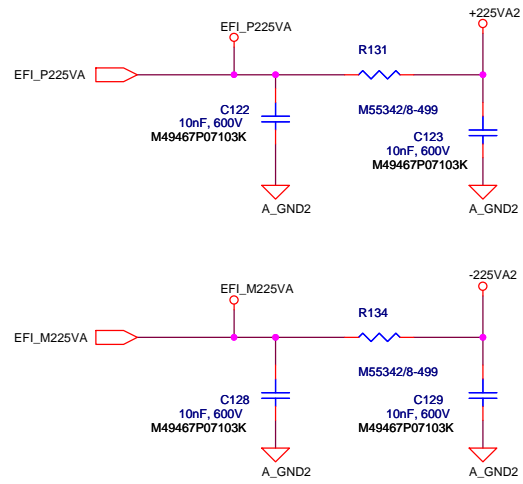 +225VA2
EFI_P225VA
R131
EFI_P225VA
C122
10nF, 600V
M49467P07103K
M55342/8-499
C123
10nF, 600V
M49467P07103K
A_GND2
A_GND2
-225VA2
EFI_M225VA
R134
EFI_M225VA
M55342/8-499
C128
10nF, 600V
M49467P07103K
C129
10nF, 600V
M49467P07103K
A_GND2
A_GND2